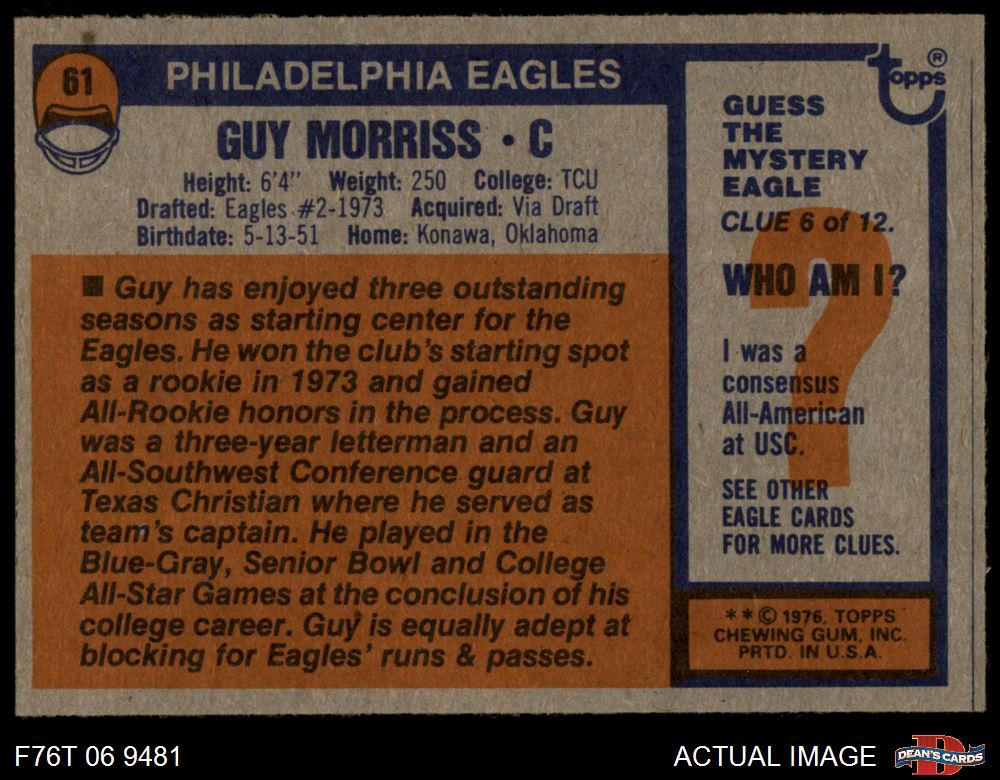 61
PHILADELPHIA EAGLES
GUY MORRISS • C
Height: 6'4" Weight: 250 College: TCU
Drafted: Eagles #2-1973 Acquired: Via Draft
Birthdate: 5-13-51 Home: Konawa, Oklahoma
■ Guy has enjoyed three outstanding
seasons as starting center for the
Eagles. He won the club's starting spot
as a rookie in 1973 and gained
All-Rookie honors in the process. Guy
was a three-year letterman and an
All-Southwest Conference guard at
Texas Christian where he served as
team's captain. He played in the
Blue-Gray, Senior Bowl and College
All-Star Games at the conclusion of his
college career. Guy is equally adept at
blocking for Eagles' runs & passes.
topps ®
GUESS
THE
MYSTERY
EAGLE
CLUE 6 of 12.
?
WHO AM I?
I was a
consensus
All-American
at USC.
SEE OTHER
EAGLE CARDS
FOR MORE CLUES.
**© 1976, TOPPS
CHEWING GUM, INC.
PRTD. IN U.S.A.
F76T 06 9481
ACTUAL IMAGE
D
DEAN'S CARDS